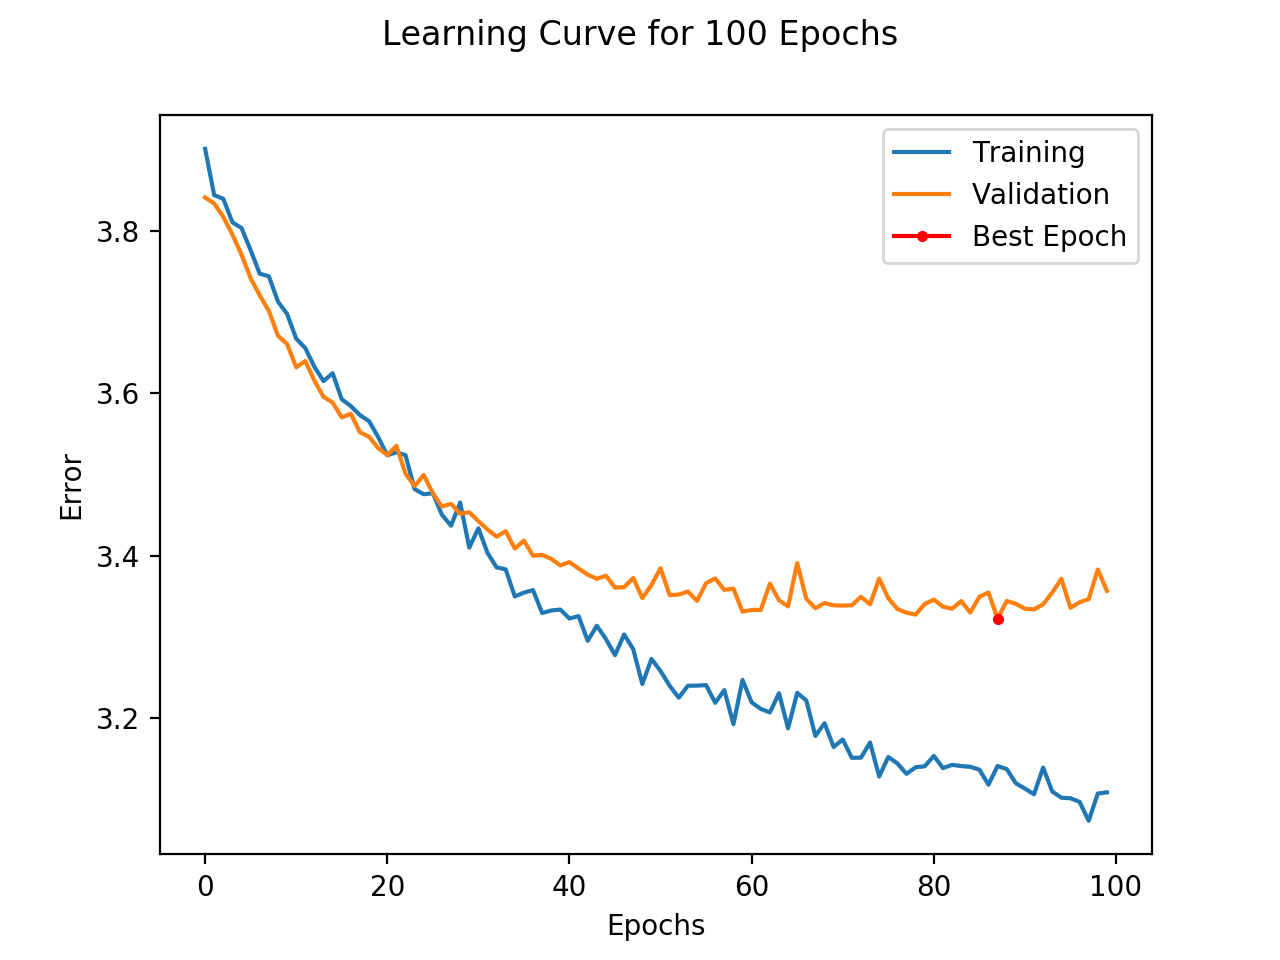 Learning Curve for 100 Epochs
Training
Validation
Best Epoch
3.8
3.6
3.4
3.2
Error
0 20 40 60 80 100
Epochs